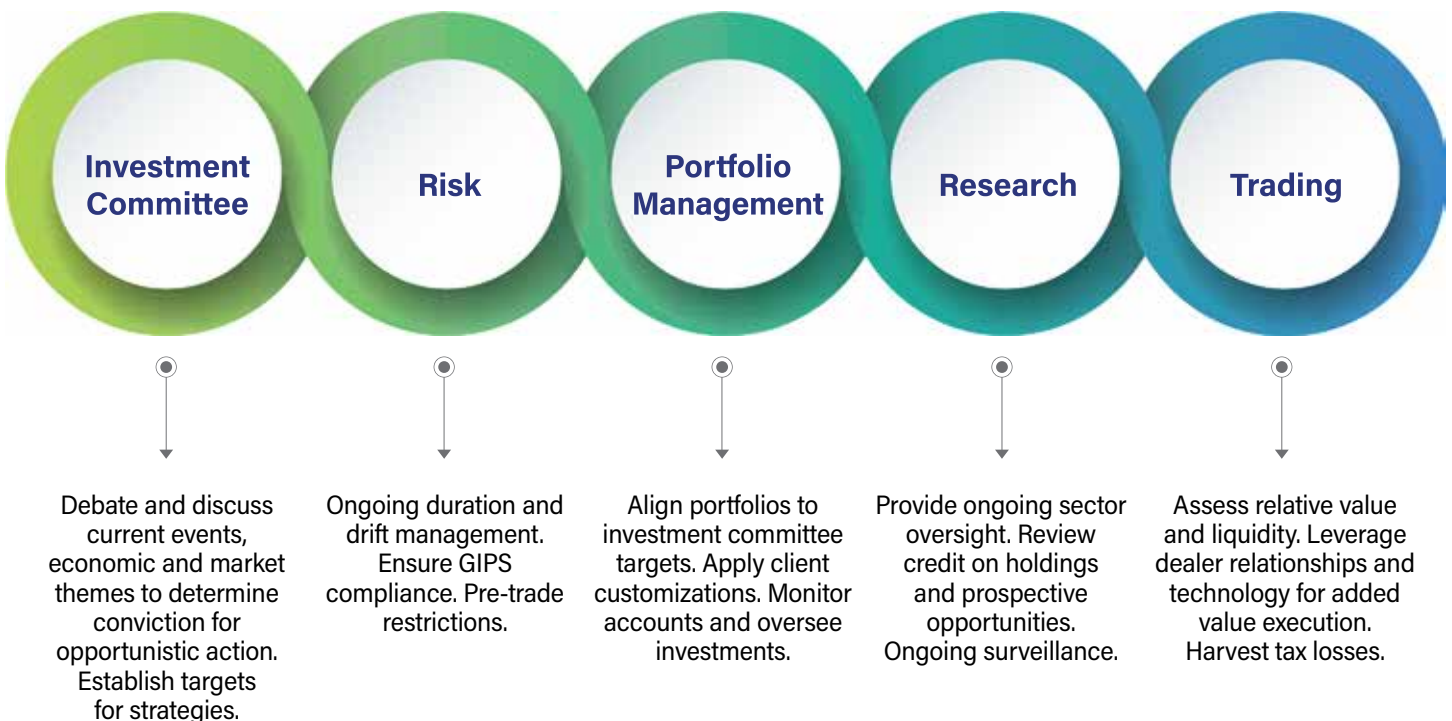 Investment
Committee
Risk
Portfolio
Management
Research
Trading
Debate and discuss
current events,
economic and market
themes to determine
conviction for
opportunistic action.
Establish targets
for strategies.
Ongoing duration and
drift management.
Ensure GIPS
compliance. Pre-trade
restrictions.
Align portfolios to
investment committee
targets. Apply client
customizations. Monitor
accounts and oversee
investments.
Provide ongoing sector
oversight. Review
credit on holdings
and prospective
opportunities.
Ongoing surveillance.
Assess relative value
and liquidity. Leverage
dealer relationships and
technology for added
value execution.
Harvest tax losses.